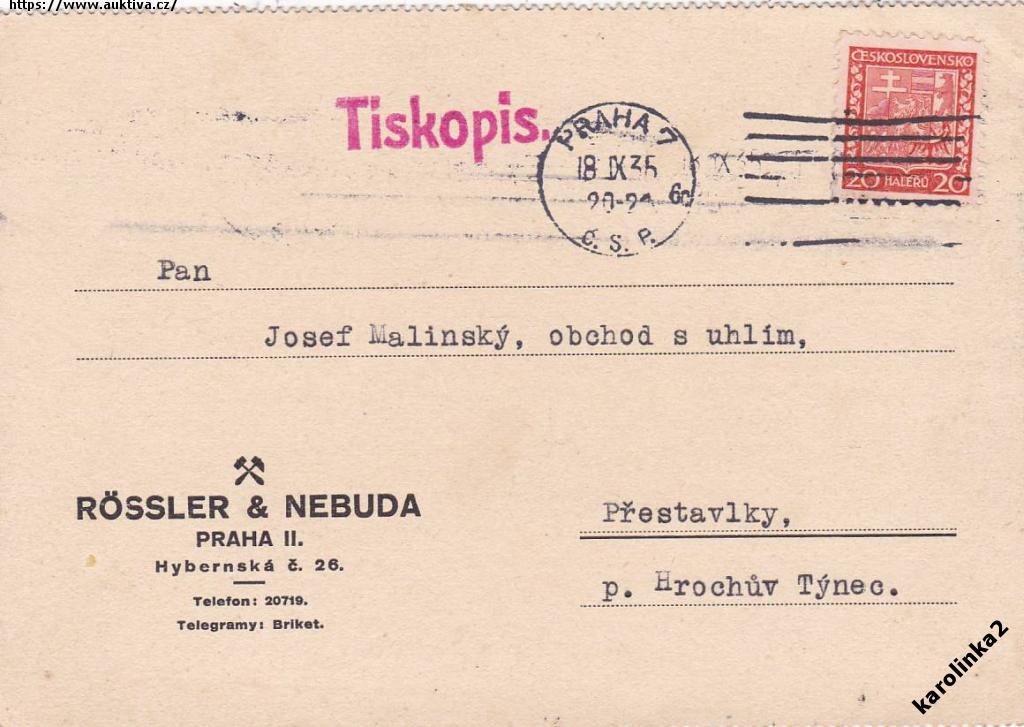 https://www.auktiva.cz/
Tiskopis.
PRAHA 7
18 IX 35
6c
Č. S. P.
ČESKOSLOVENSKO
20 HALÉŘŮ 20
Pan
Josef Malinský, obchod s uhlím,
RÖSSLER & NEBUDA
PRAHA II.
Hybernská č. 26.
Telefon: 20719.
Telegramy: Briket.
Přestavlky,
p. Hrochův Týnec.
karolinka2